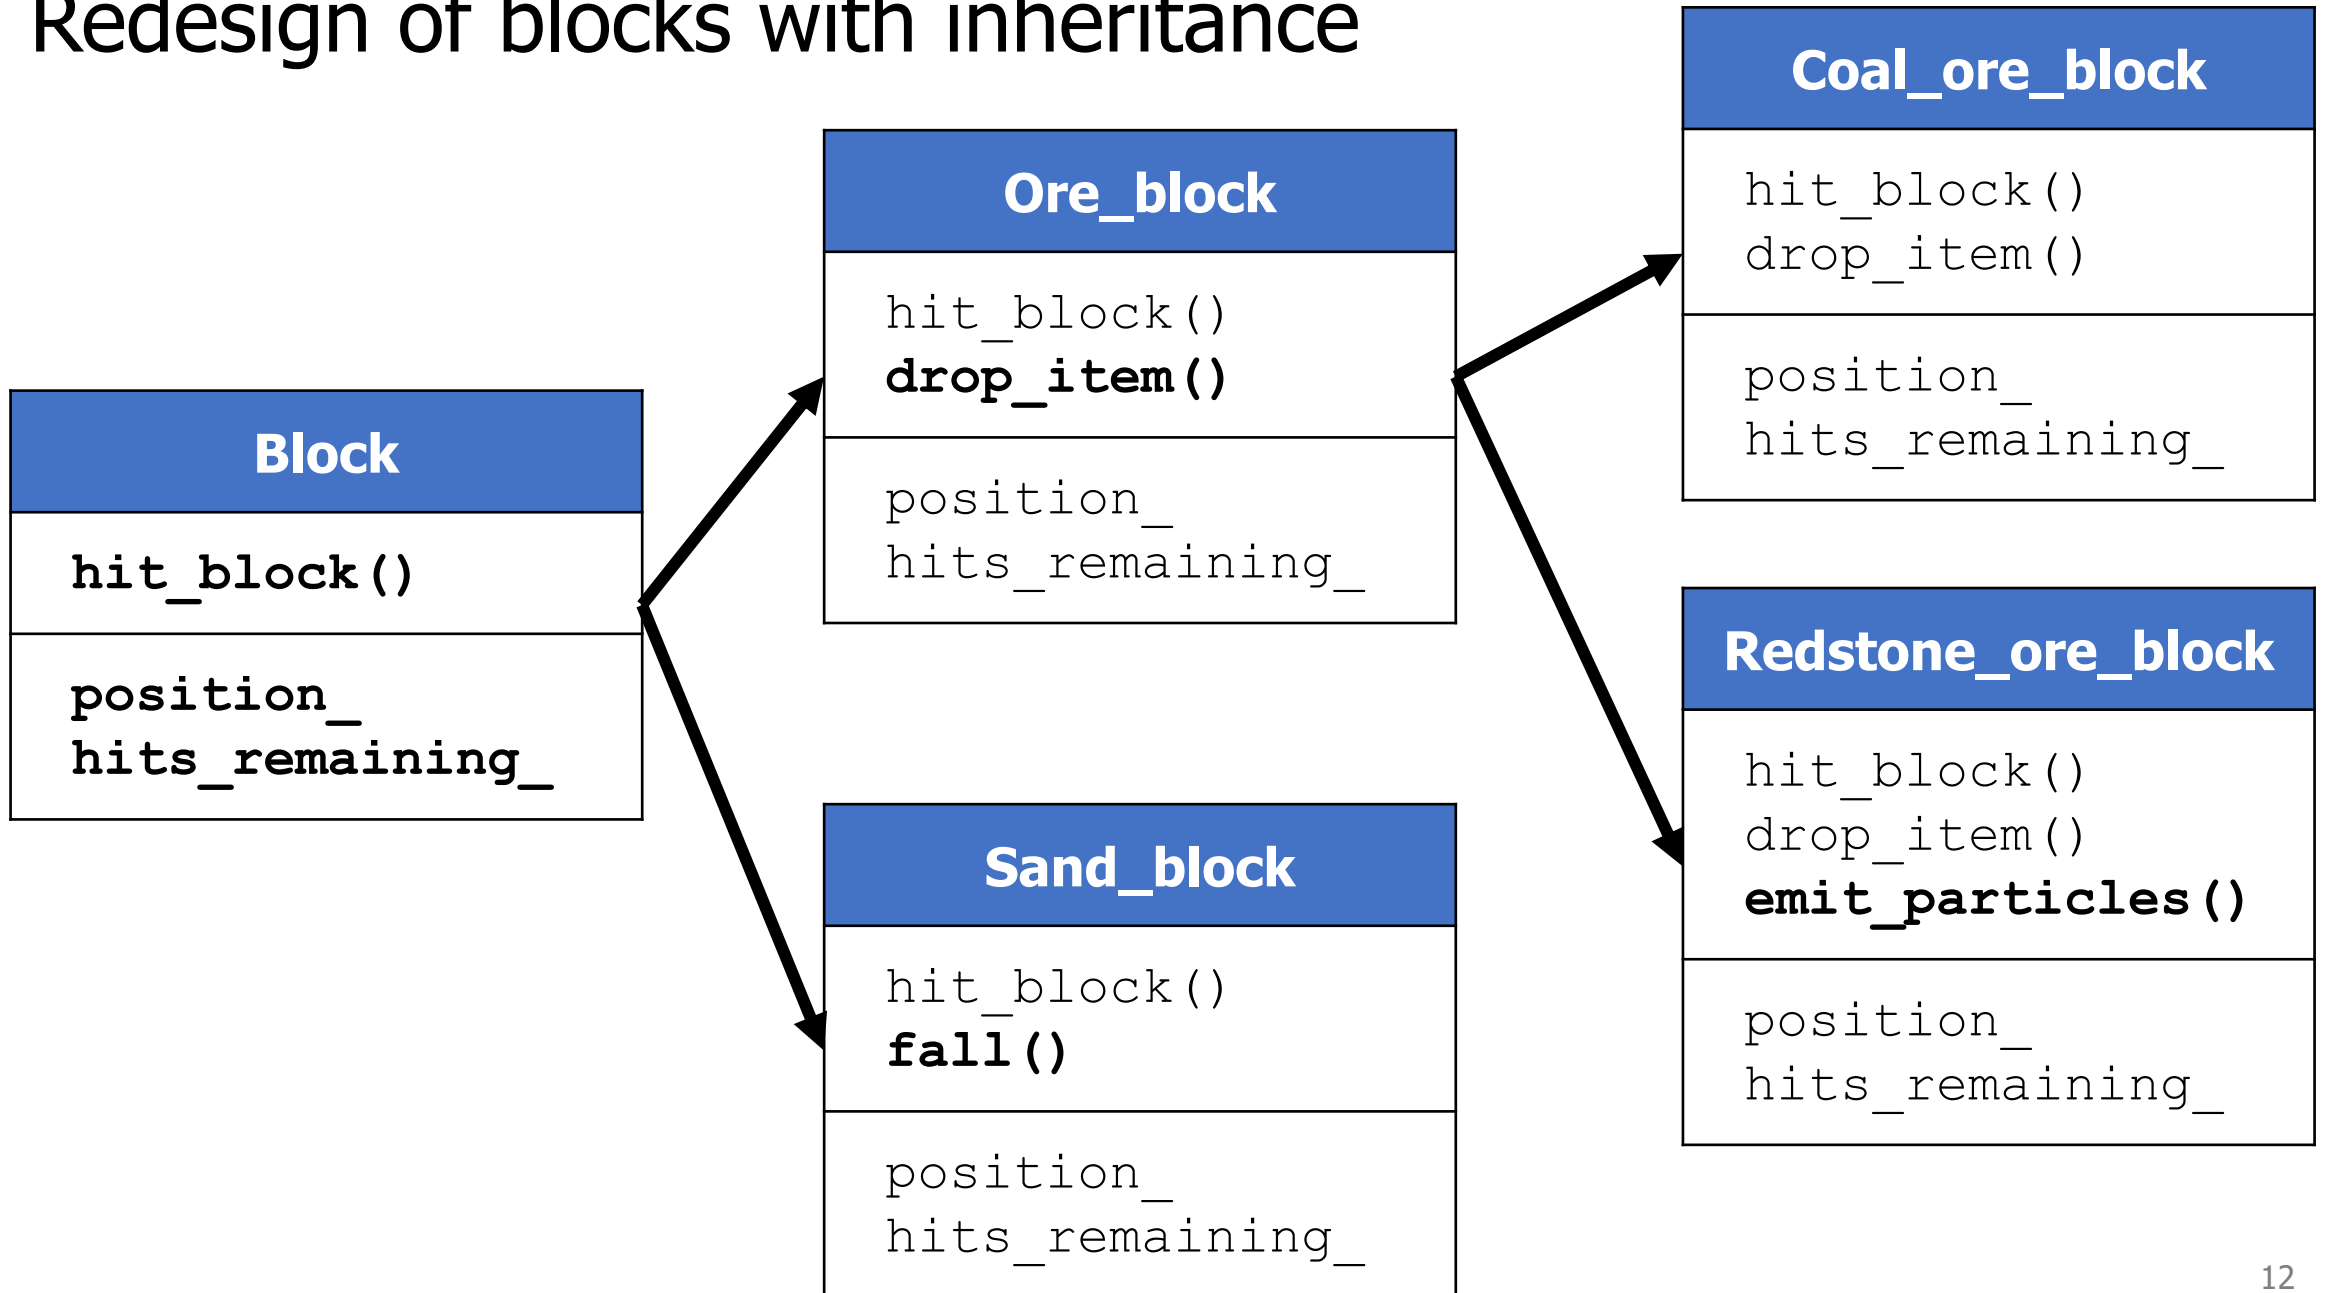 Redesign of blocks with inheritance
Block
hit_block()
position_
hits_remaining_
Ore_block
hit_block()
drop_item()
position_
hits_remaining_
Sand_block
hit_block()
fall()
position_
hits_remaining_
Coal_ore_block
hit_block()
drop_item()
position_
hits_remaining_
Redstone_ore_block
hit_block()
drop_item()
emit_particles()
position_
hits_remaining_
12